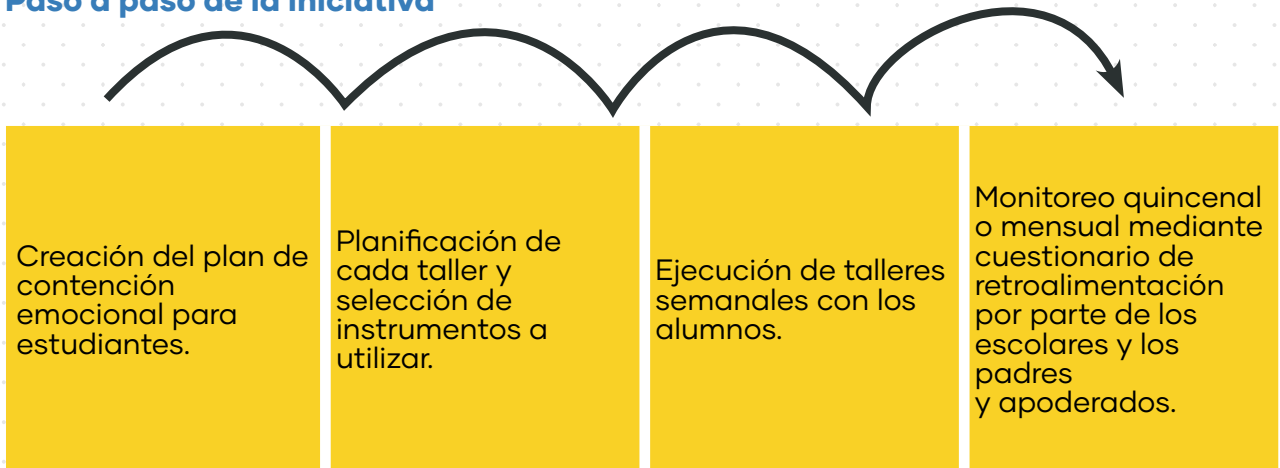 Paso a paso de la iniciativa
Creación del plan de
contención
emocional para
estudiantes.
Planificación de
cada taller y
selección de
instrumentos a
utilizar.
Ejecución de talleres
semanales con los
alumnos.
Monitoreo quincenal
o mensual mediante
cuestionario de
retroalimentación
por parte de los
escolares y los
padres
y apoderados.